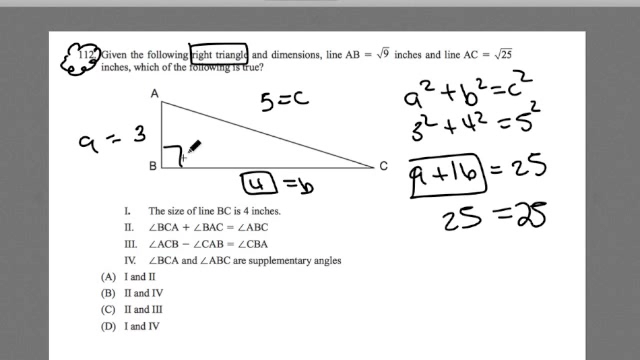 112. Given the following right triangle and dimensions, line AB = √9 inches and line AC = √25
inches, which of the following is true?
A
5 = c
a = 3
B
C
4 = b
a² + b² = c²
3² + 4² = 5²
9 + 16 = 25
25 = 25
I. The size of line BC is 4 inches.
II. ∠BCA + ∠BAC = ∠ABC
III. ∠ACB − ∠CAB = ∠CBA
IV. ∠BCA and ∠ABC are supplementary angles
(A) I and II
(B) II and IV
(C) II and III
(D) I and IV